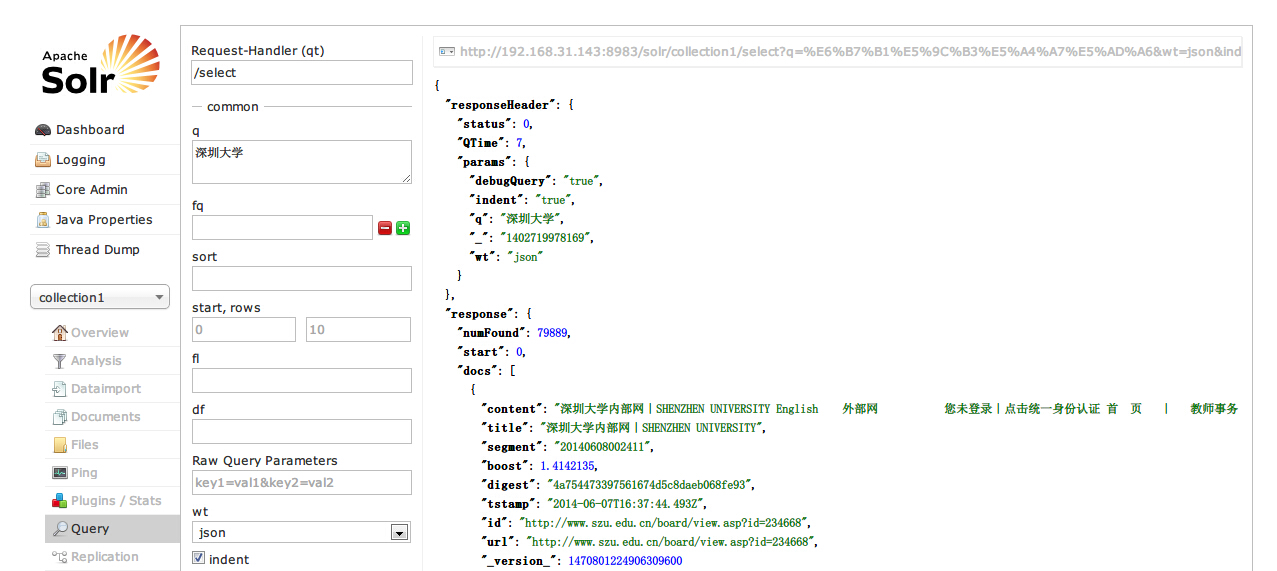 Apache
Solr
Dashboard
Logging
Core Admin
Java Properties
Thread Dump
collection1
Overview
Analysis
Dataimport
Documents
Files
Ping
Plugins / Stats
Query
Replication
Request-Handler (qt)
/select
common
q
深圳大学
fq
sort
start, rows
0 10
fl
df
Raw Query Parameters
key1=val1&key2=val2
wt
json
indent
http://192.168.31.143:8983/solr/collection1/select?q=%E6%B7%B1%E5%9C%B3%E5%A4%A7%E5%AD%A6&wt=json&ind
{
"responseHeader": {
"status": 0,
"QTime": 7,
"params": {
"debugQuery": "true",
"indent": "true",
"q": "深圳大学",
"_": "1402719978169",
"wt": "json"
}
},
"response": {
"numFound": 79889,
"start": 0,
"docs": [
{
"content": "深圳大学内部网 | SHENZHEN UNIVERSITY English 外部网 您未登录 | 点击统一身份认证 首 页 | 教师事务
"title": "深圳大学内部网 | SHENZHEN UNIVERSITY",
"segment": "20140608002411",
"boost": 1.4142135,
"digest": "4a754473397561674d5c8daeb068fe93",
"tstamp": "2014-06-07T16:37:44.493Z",
"id": "http://www.szu.edu.cn/board/view.asp?id=234668",
"url": "http://www.szu.edu.cn/board/view.asp?id=234668",
"_version_": 1470801224906309600